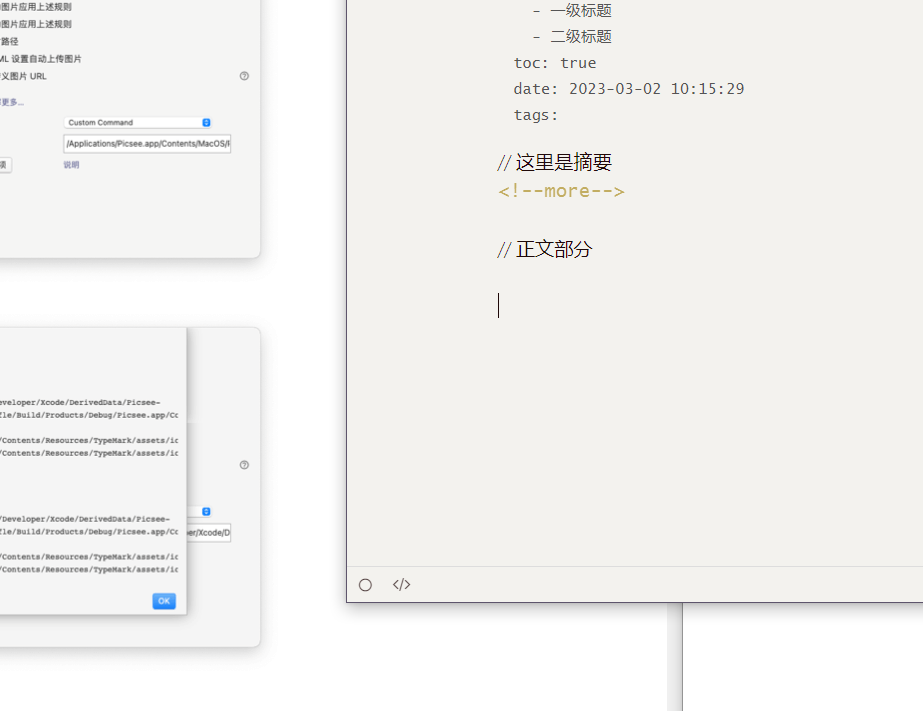 图片应用上述规则
图片应用上述规则
路径
ML 设置自动上传图片
义图片 URL
更多...
Custom Command
/Applications/Picsee.app/Contents/MacOS/
项
说明
eveloper/Xcode/DerivedData/Picsee-
fle/Build/Products/Debug/Picsee.app/Co
/Contents/Resources/TypeMark/assets/ic
/Contents/Resources/TypeMark/assets/ic
/Developer/Xcode/DerivedData/Picsee-
fle/Build/Products/Debug/Picsee.app/Co
er/Xcode/D
/Contents/Resources/TypeMark/assets/ic
/Contents/Resources/TypeMark/assets/ic
OK
- 一级标题
- 二级标题
toc: true
date: 2023-03-02 10:15:29
tags:
// 这里是摘要
<!--more-->
// 正文部分
</>